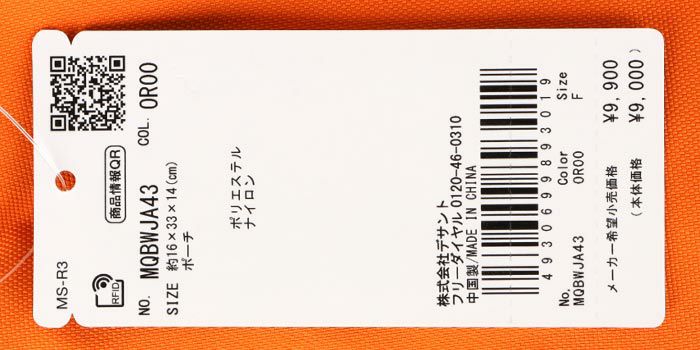 商品情報QR
COL. OR00
MS-R3
RFID
NO. MQBWJA43
SIZE 約16×33×14(cm)
ポーチ
ポリエステル
ナイロン
株式会社デサント
フリーダイヤル 0120-46-0310
中国製/MADE IN CHINA
4930699893019
No. Color Size
MQBWJA43 OR00 F
メーカー希望小売価格 ¥9,900
(本体価格 ¥9,000)